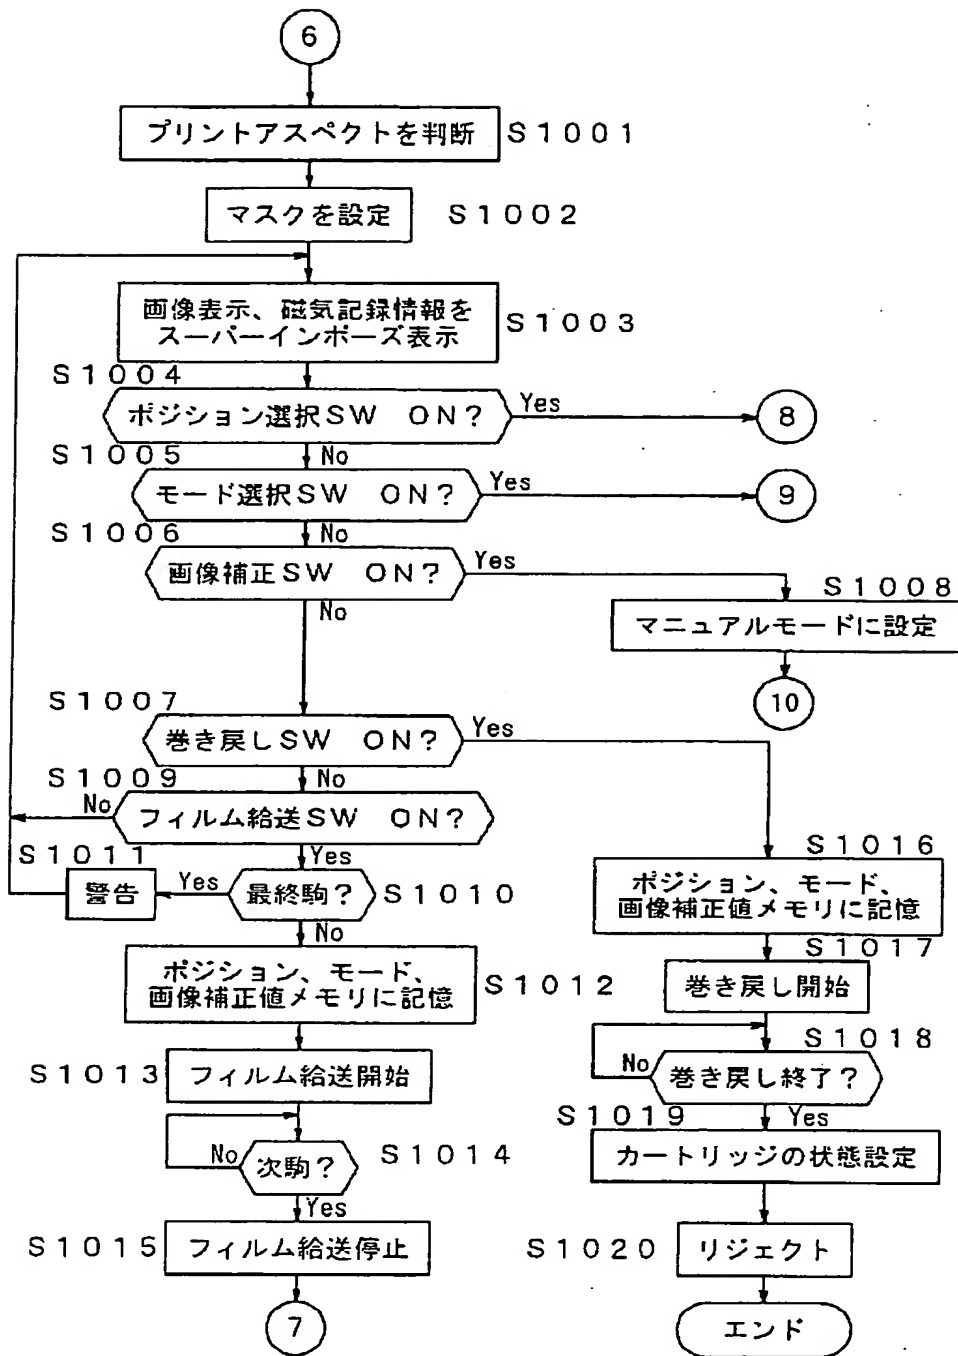 6
プリントアスペクトを判断 S1001
マスクを設定 S1002
画像表示、磁気記録情報を
スーパーインポーズ表示
S1003
S1004
ポジション選択SW ON?
Yes
8
No
S1005
モード選択SW ON?
Yes
9
No
S1006
画像補正SW ON?
Yes
S1008
マニュアルモードに設定
10
No
S1007
巻き戻しSW ON?
Yes
No
S1009
No
フィルム給送SW ON?
Yes
S1011
警告
Yes
最終駒?
S1010
No
ポジション、モード、
画像補正値メモリに記憶
S1012
S1013
フィルム給送開始
No
次駒?
S1014
Yes
S1015
フィルム給送停止
7
S1016
ポジション、モード、
画像補正値メモリに記憶
S1017
巻き戻し開始
S1018
No
巻き戻し終了?
Yes
S1019
カートリッジの状態設定
S1020
リジェクト
エンド